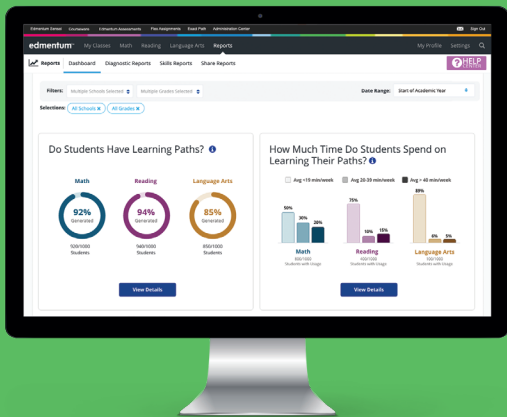 Edmentum Sensei Courseware Edmentum Assessments Flex Assignments Exact Path Administration Center Sign Out
edmentum My Classes Math Reading Language Arts Reports My Profile Settings
Reports Dashboard Diagnostic Reports Skills Reports Share Reports HELP
Filters: Multiple Schools Selected Multiple Grades Selected Date Range: Start of Academic Year
Selections: All Schools x All Grades x
Do Students Have Learning Paths?
Math Reading Language Arts
92% 94% 85%
Generated Generated Generated
940/1000 850/1000
Students Students Students
View Details
How Much Time Do Students Spend on
Learning Their Paths?
Avg <19 min/week Avg 20-39 min/week Avg > 40 min/week
50% 30% 20%
75% 10% 15%
89% 6% 5%
Math Reading Language Arts
Students with Usage Students with Usage Students with Usage
View Details